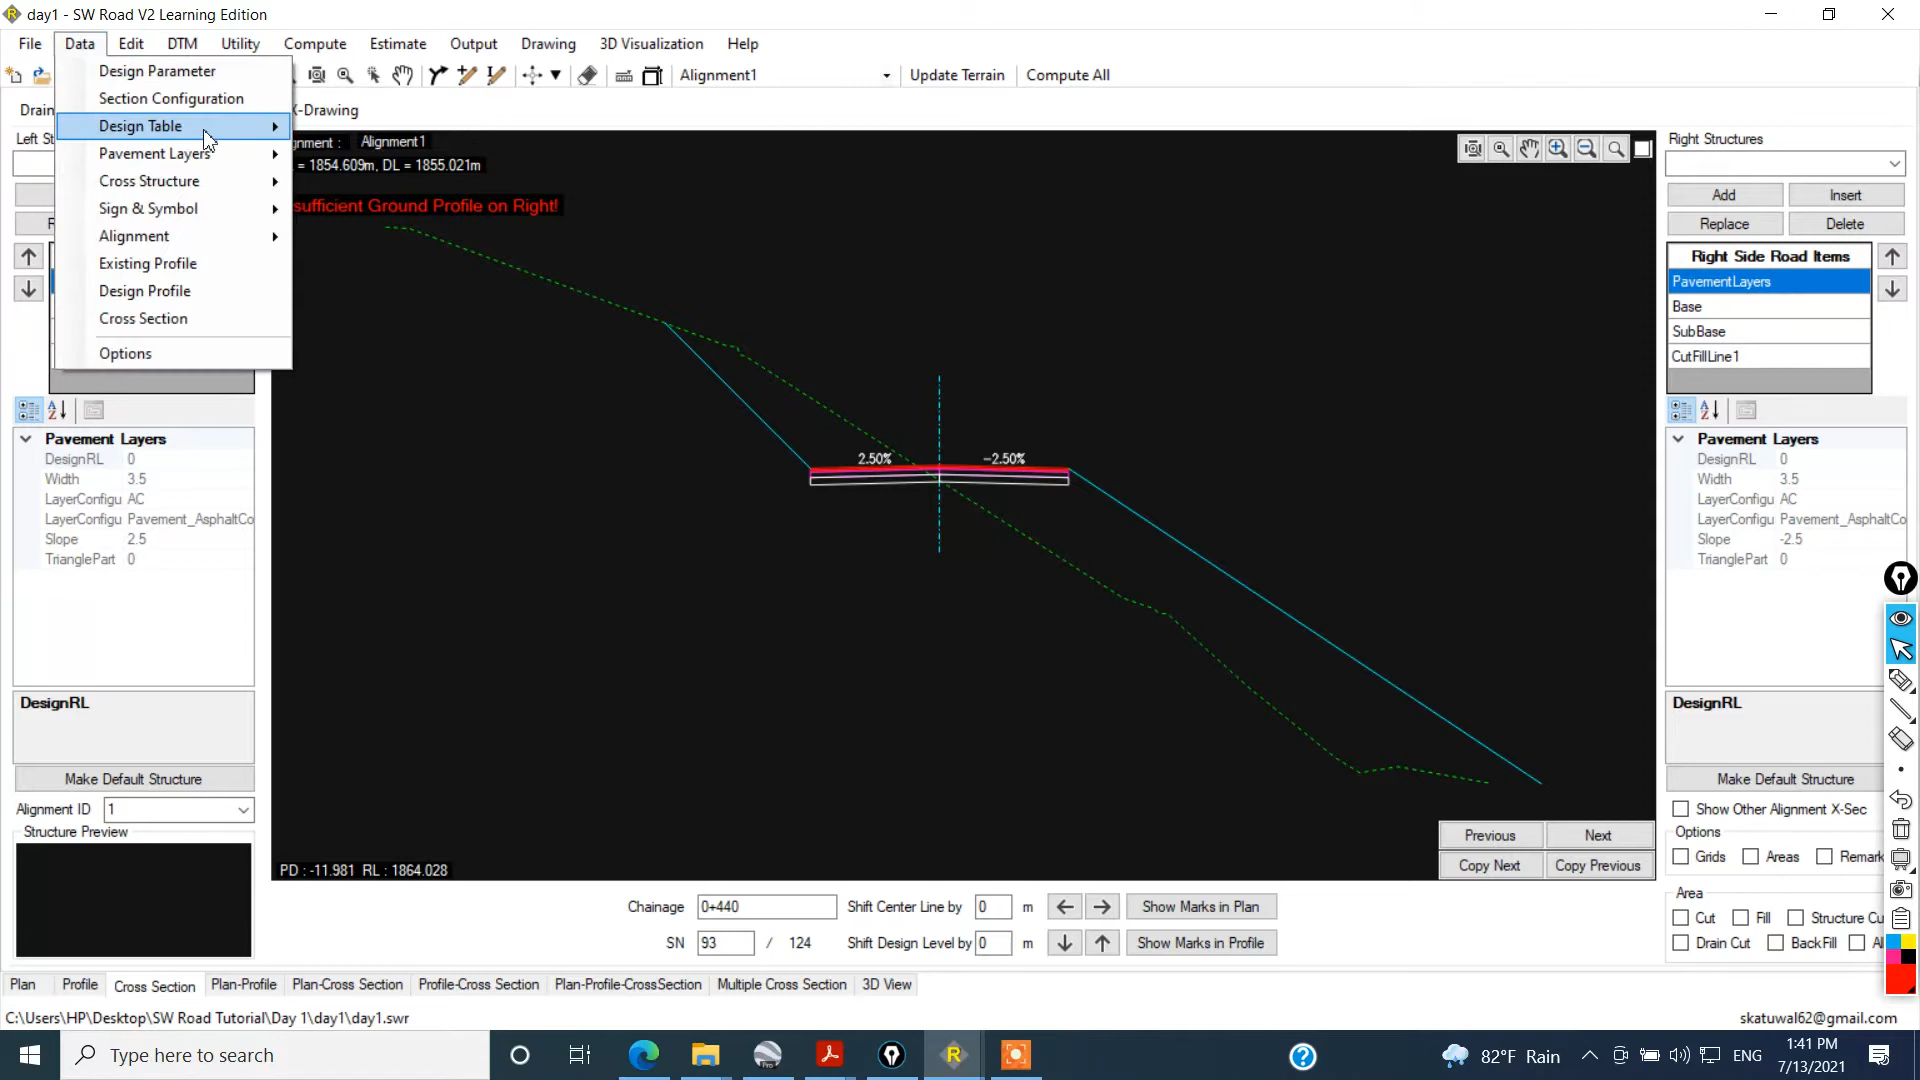 day1 - SW Road V2 Learning Edition
File Data Edit DTM Utility Compute Estimate Output Drawing 3D Visualization Help
Alignment1 Update Terrain Compute All
Design Parameter
Section Configuration
Design Table
Pavement Layers
Cross Structure
Sign & Symbol
Alignment
Existing Profile
Design Profile
Cross Section
Options
Drain X-Drawing
Left St
nment : Alignment1
= 1854.609m, DL = 1855.021m
sufficient Ground Profile on Right!
2.50% −2.50%
PD : -11.981 RL : 1864.028
Previous Next
Copy Next Copy Previous
Right Structures
Add Insert
Replace Delete
Right Side Road Items
PavementLayers
Base
SubBase
CutFillLine1
Pavement Layers
DesignRL 0
Width 3.5
LayerConfigu AC
LayerConfigu Pavement_AsphaltCo
Slope 2.5
TrianglePart 0
DesignRL
Make Default Structure
Alignment ID 1
Structure Preview
Pavement Layers
DesignRL 0
Width 3.5
LayerConfigu AC
LayerConfigu Pavement_AsphaltCo
Slope -2.5
TrianglePart 0
DesignRL
Make Default Structure
Show Other Alignment X-Sec
Options
Grids Areas Remark
Area
Cut Fill Structure Cu
Drain Cut BackFill Al
Chainage 0+440 Shift Center Line by 0 m Show Marks in Plan
SN 93 / 124 Shift Design Level by 0 m Show Marks in Profile
Plan Profile Cross Section Plan-Profile Plan-Cross Section Profile-Cross Section Plan-Profile-CrossSection Multiple Cross Section 3D View
C:\Users\HP\Desktop\SW Road Tutorial\Day 1\day1\day1.swr skatuwal62@gmail.com
Type here to search
82°F Rain ENG
1:41 PM
7/13/2021